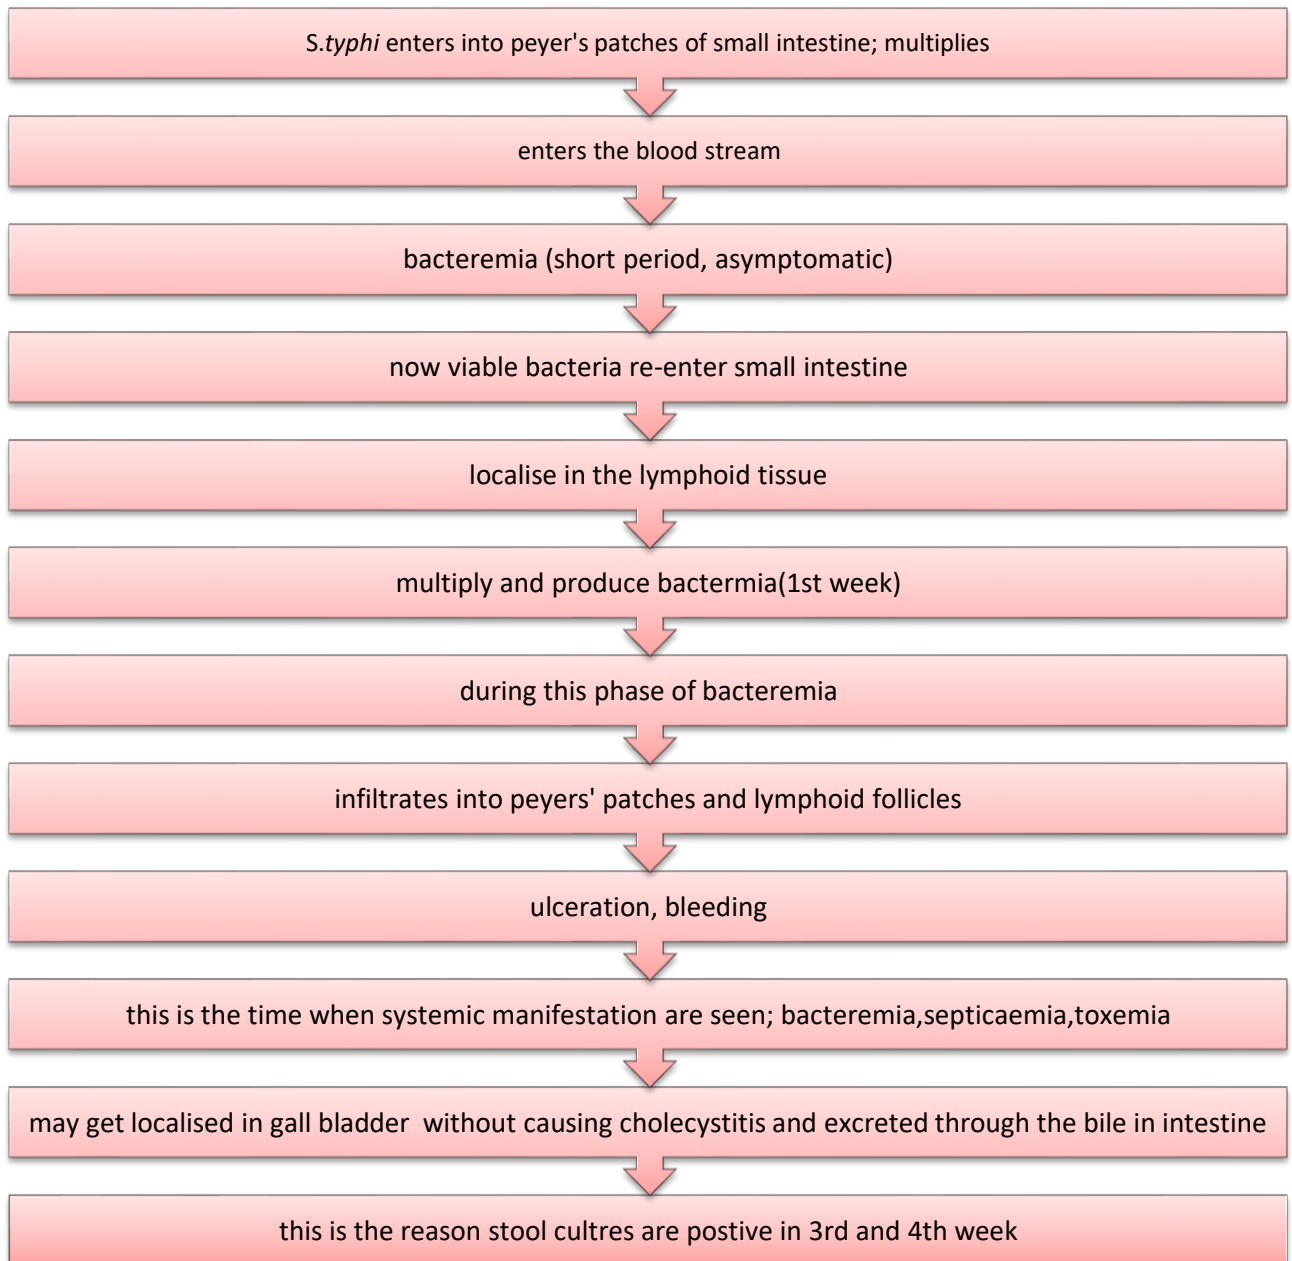 S.typhi enters into peyer's patches of small intestine; multiplies
enters the blood stream
bacteremia (short period, asymptomatic)
now viable bacteria re-enter small intestine
localise in the lymphoid tissue
multiply and produce bactermia(1st week)
during this phase of bacteremia
infiltrates into peyers' patches and lymphoid follicles
ulceration, bleeding
this is the time when systemic manifestation are seen; bacteremia,septicaemia,toxemia
may get localised in gall bladder  without causing cholecystitis and excreted through the bile in intestine
this is the reason stool cultres are postive in 3rd and 4th week